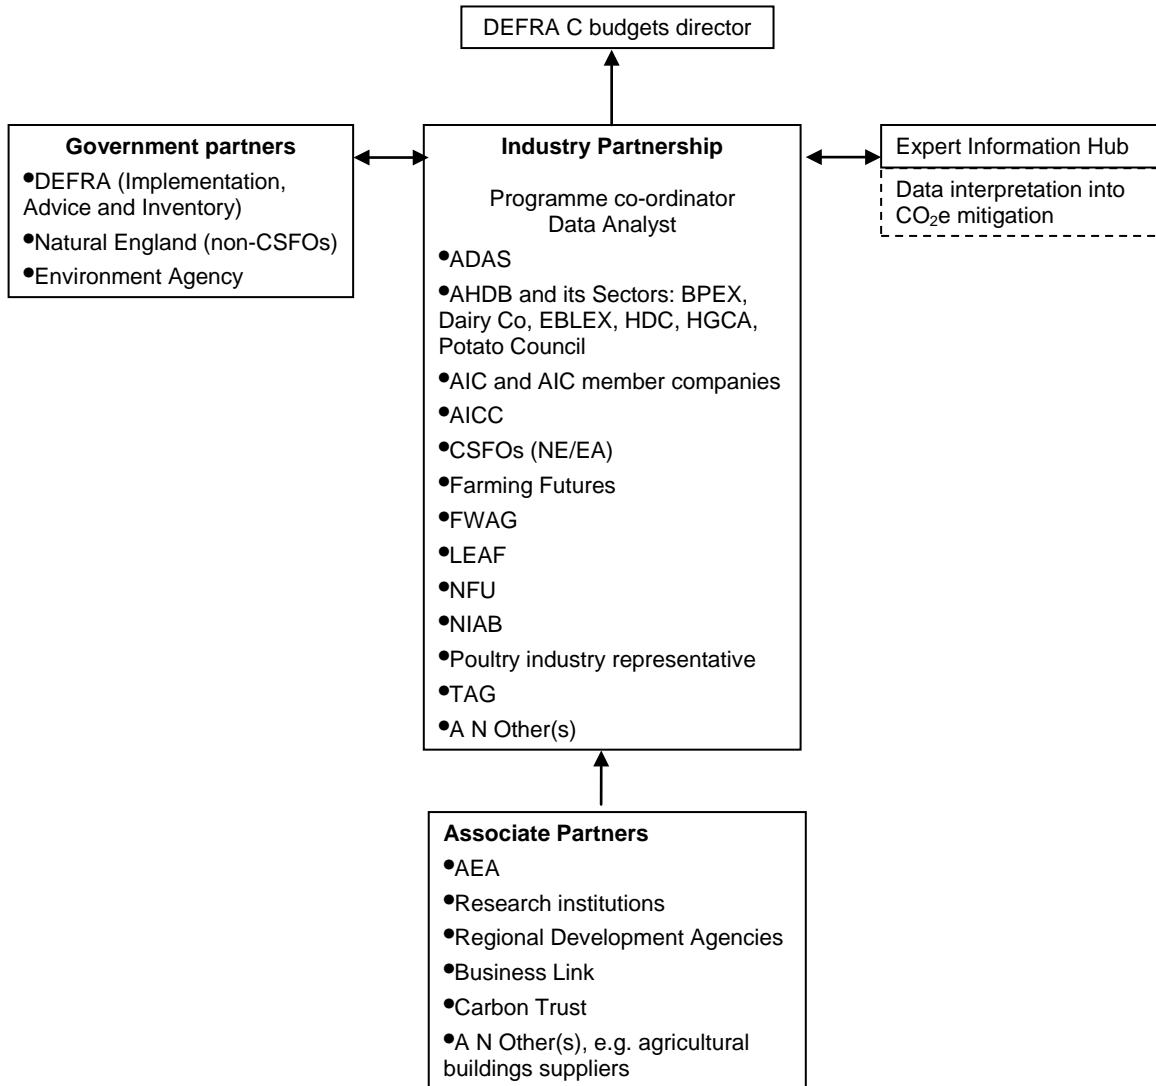 DEFRA C budgets director
Government partners
●DEFRA (Implementation,
Advice and Inventory)
●Natural England (non-CSFOs)
●Environment Agency
Industry Partnership
Programme co-ordinator
Data Analyst
●ADAS
●AHDB and its Sectors: BPEX,
Dairy Co, EBLEX, HDC, HGCA,
Potato Council
●AIC and AIC member companies
●AICC
●CSFOs (NE/EA)
●Farming Futures
●FWAG
●LEAF
●NFU
●NIAB
●Poultry industry representative
●TAG
●A N Other(s)
Expert Information Hub
Data interpretation into
CO₂e mitigation
Associate Partners
●AEA
●Research institutions
●Regional Development Agencies
●Business Link
●Carbon Trust
●A N Other(s), e.g. agricultural
buildings suppliers